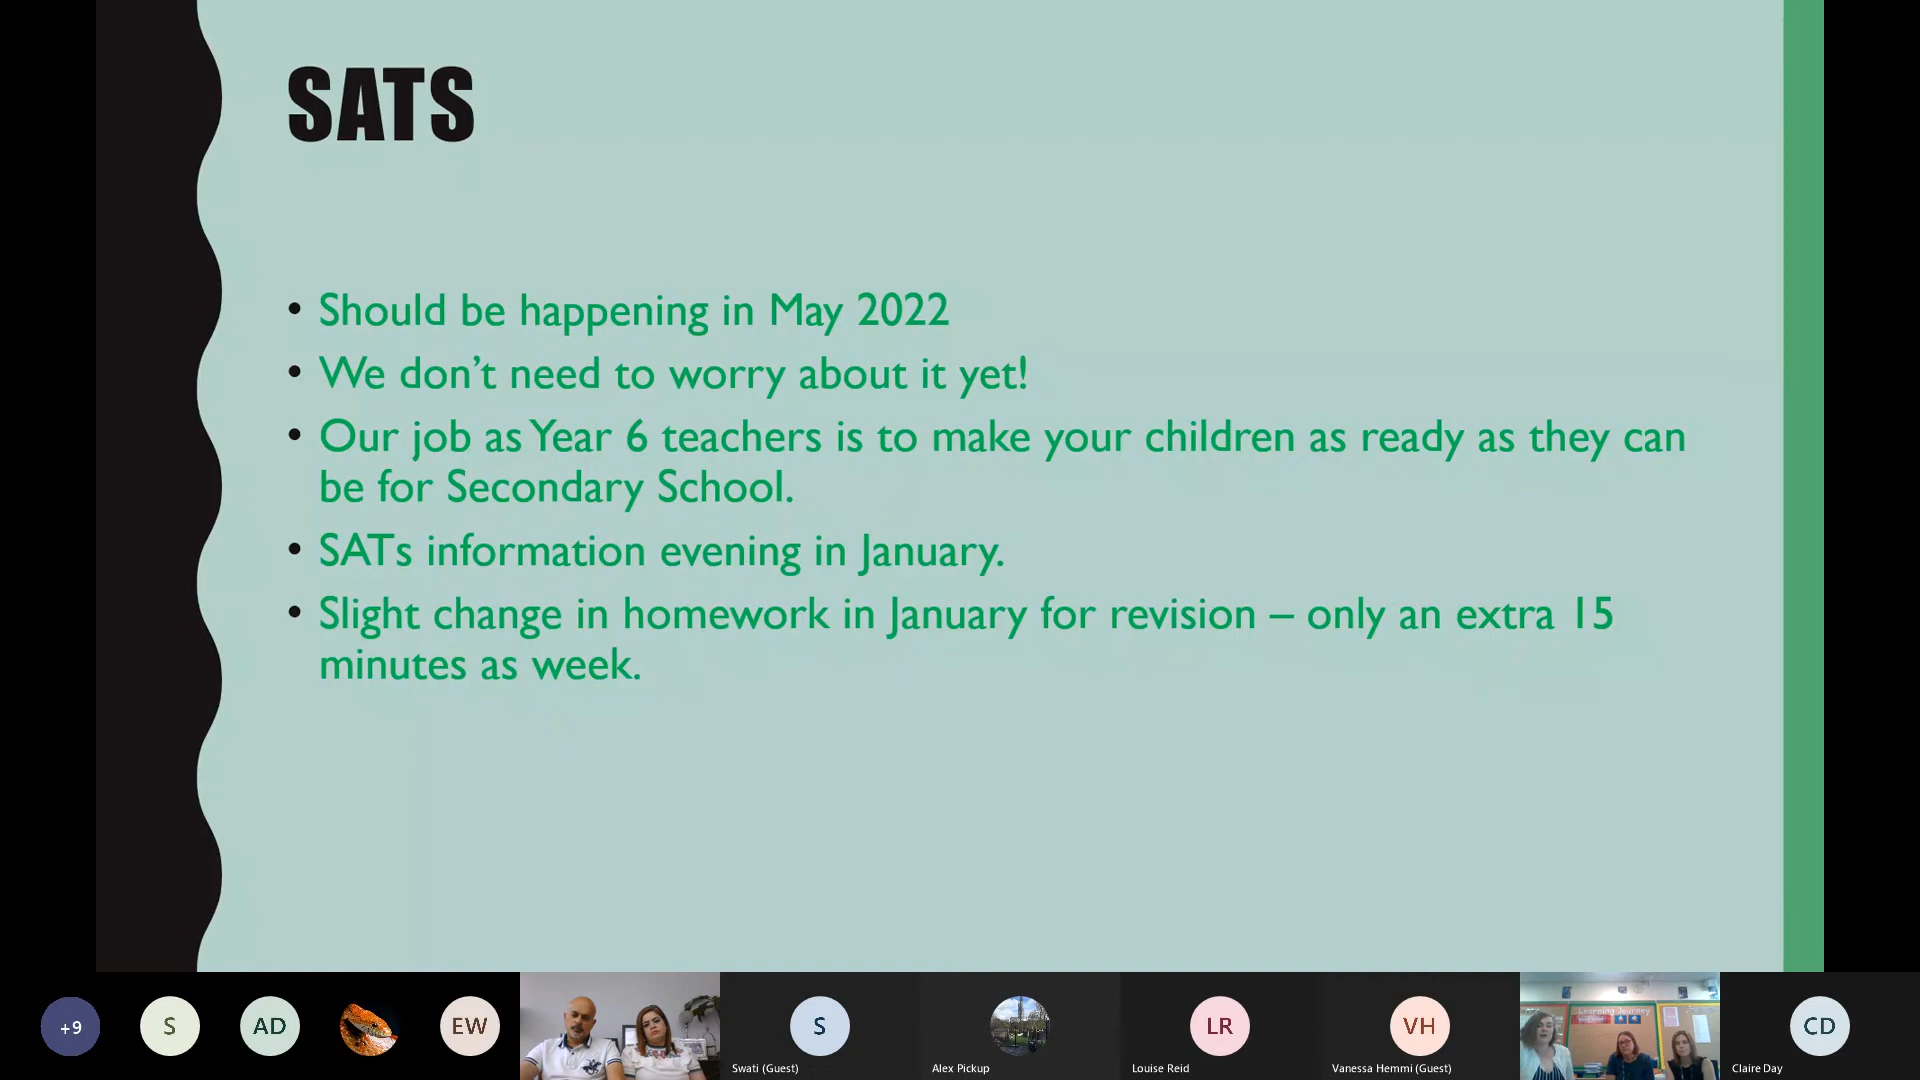 SATS
• Should be happening in May 2022
• We don't need to worry about it yet!
• Our job as Year 6 teachers is to make your children as ready as they can
be for Secondary School.
• SATs information evening in January.
• Slight change in homework in January for revision – only an extra 15
minutes as week.
+9
S
AD
EW
S
Swati (Guest)
Alex Pickup
LR
Louise Reid
VH
Vanessa Hemmi (Guest)
Learning Journey
CD
Claire Day